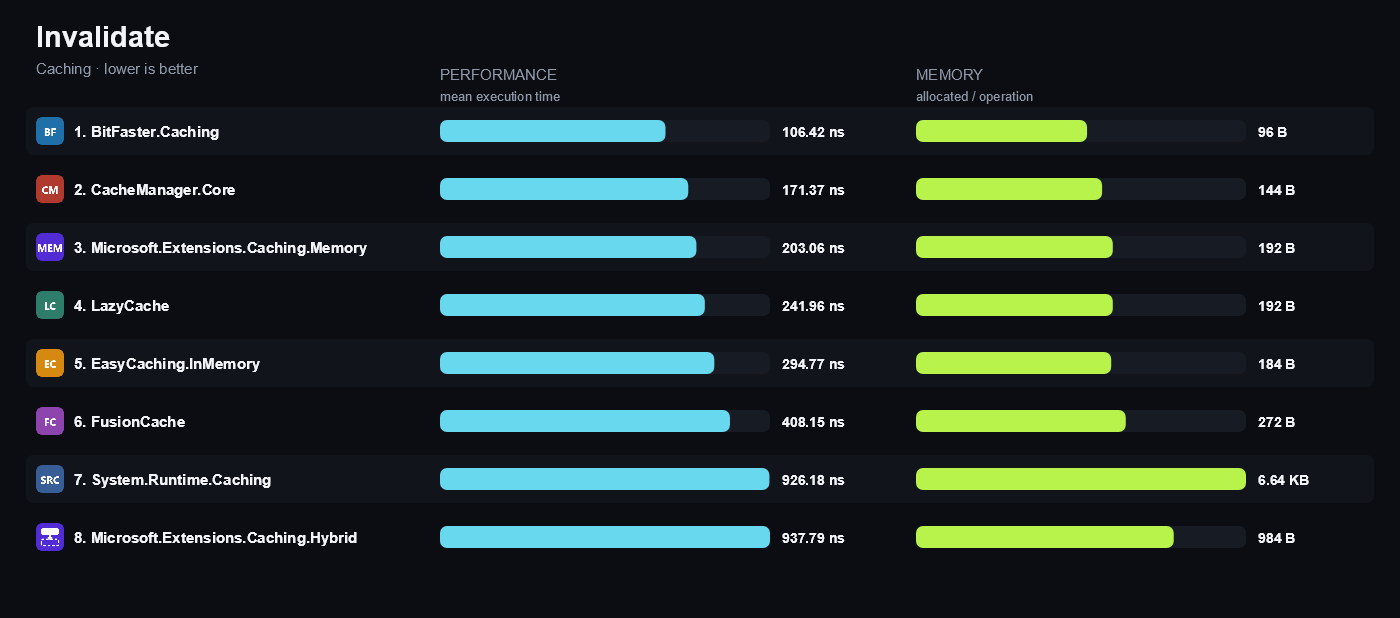 Invalidate
Caching · lower is better
PERFORMANCE
mean execution time
MEMORY
allocated / operation
BF 1. BitFaster.Caching 106.42 ns 96 B
CM 2. CacheManager.Core 171.37 ns 144 B
MEM 3. Microsoft.Extensions.Caching.Memory 203.06 ns 192 B
LC 4. LazyCache 241.96 ns 192 B
EC 5. EasyCaching.InMemory 294.77 ns 184 B
FC 6. FusionCache 408.15 ns 272 B
SRC 7. System.Runtime.Caching 926.18 ns 6.64 KB
8. Microsoft.Extensions.Caching.Hybrid 937.79 ns 984 B